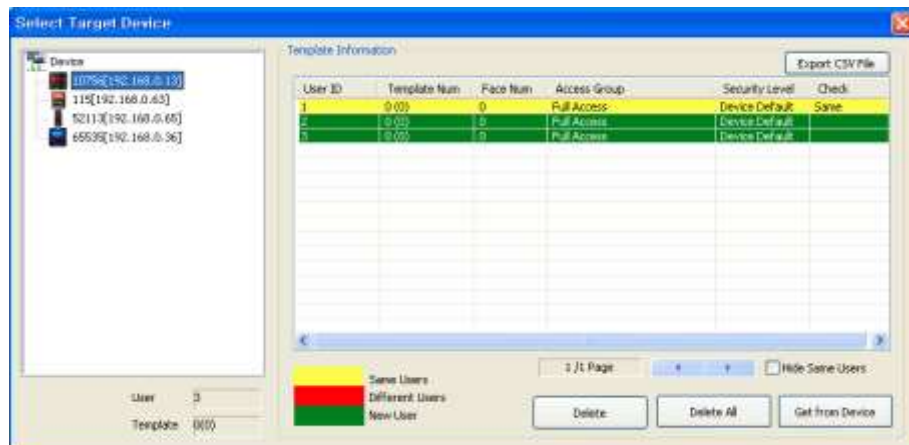 Select Target Device
Device
10756[192.168.0.13]
115[192.168.0.63]
52113[192.168.0.65]
65535[192.168.0.36]
User 3
Template 0(0)
Template Information
Export CSV File
User ID Template Num Face Num Access Group Security Level Check
1 0 (0) 0 Full Access Device Default Same
2 0 (0) 0 Full Access Device Default
3 0 (0) 0 Full Access Device Default
1 /1 Page
Hide Same Users
Same Users
Different Users
New User
Delete
Delete All
Get from Device